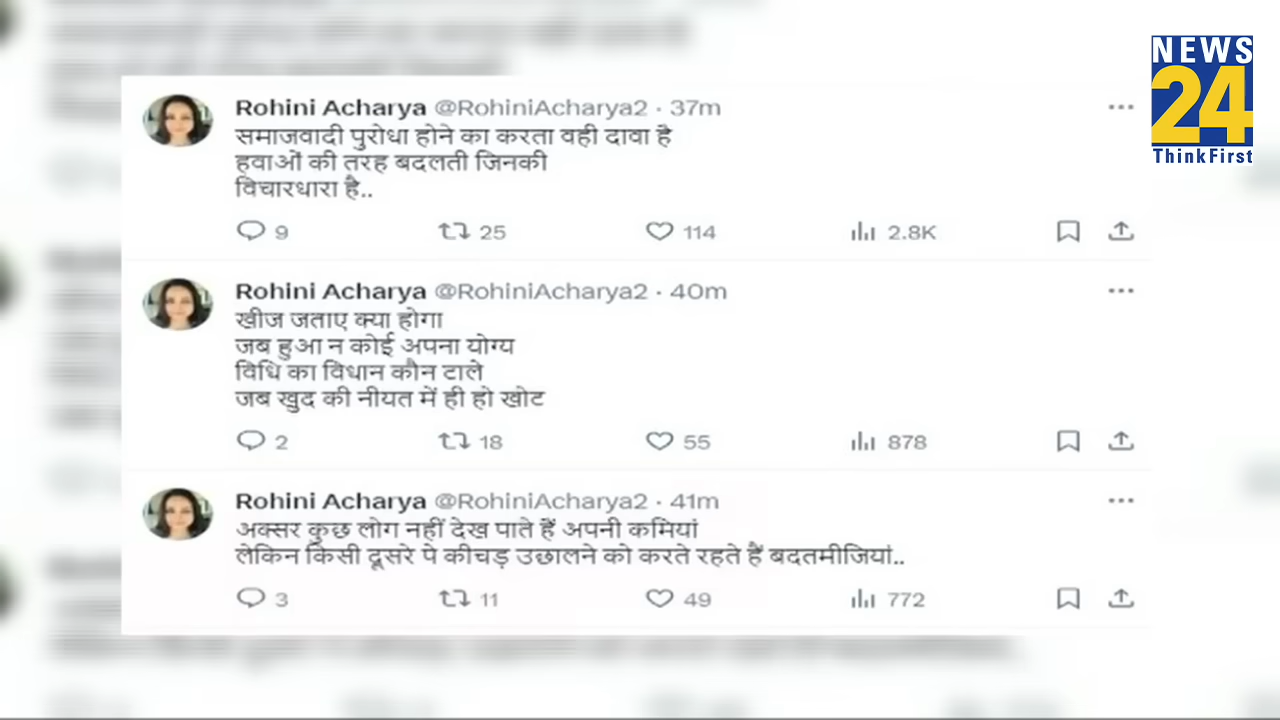 NEWS
24
ThinkFirst
Rohini Acharya @RohiniAcharya2 · 37m
समाजवादी पुरोधा होने का करता वही दावा है
हवाओं की तरह बदलती जिनकी
विचारधारा है..
9 25 114 2.8K
Rohini Acharya @RohiniAcharya2 · 40m
खीज जताए क्या होगा
जब हुआ न कोई अपना योग्य
विधि का विधान कौन टाले
जब खुद की नीयत में ही हो खोट
2 18 55 878
Rohini Acharya @RohiniAcharya2 · 41m
अक्सर कुछ लोग नहीं देख पाते हैं अपनी कमियां
लेकिन किसी दूसरे पे कीचड़ उछालने को करते रहते हैं बदतमीजियां..
3 11 49 772